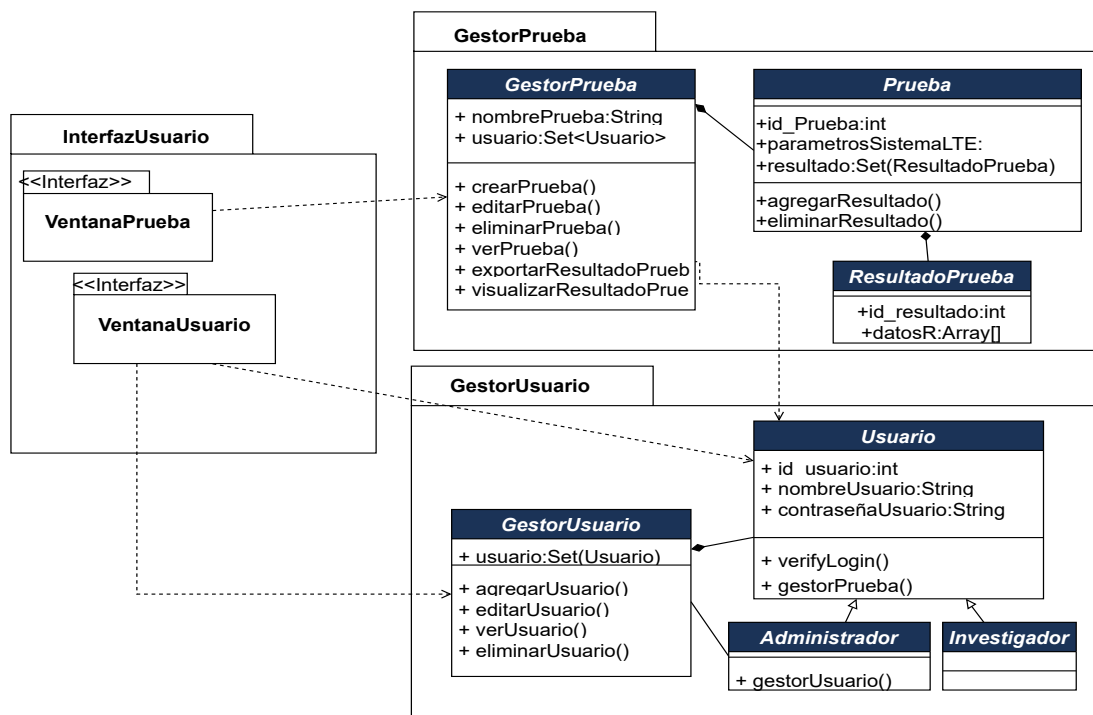 GestorPrueba
GestorPrueba
+ nombrePrueba:String
+ usuario:Set<Usuario>
+ crearPrueba()
+ editarPrueba()
+ eliminarPrueba()
+ verPrueba()
+ exportarResultadoPrueb
+ visualizarResultadoPrue
Prueba
+id_Prueba:int
+parametrosSistemaLTE:
+resultado:Set(ResultadoPrueba)
+agregarResultado()
+eliminarResultado()
ResultadoPrueba
+id_resultado:int
+datosR:Array[]
InterfazUsuario
<<Interfaz>>
VentanaPrueba
<<Interfaz>>
VentanaUsuario
GestorUsuario
Usuario
+ id_usuario:int
+ nombreUsuario:String
+ contraseñaUsuario:String
+ verifyLogin()
+ gestorPrueba()
GestorUsuario
+ usuario:Set(Usuario)
+ agregarUsuario()
+ editarUsuario()
+ verUsuario()
+ eliminarUsuario()
Administrador
+ gestorUsuario()
Investigador